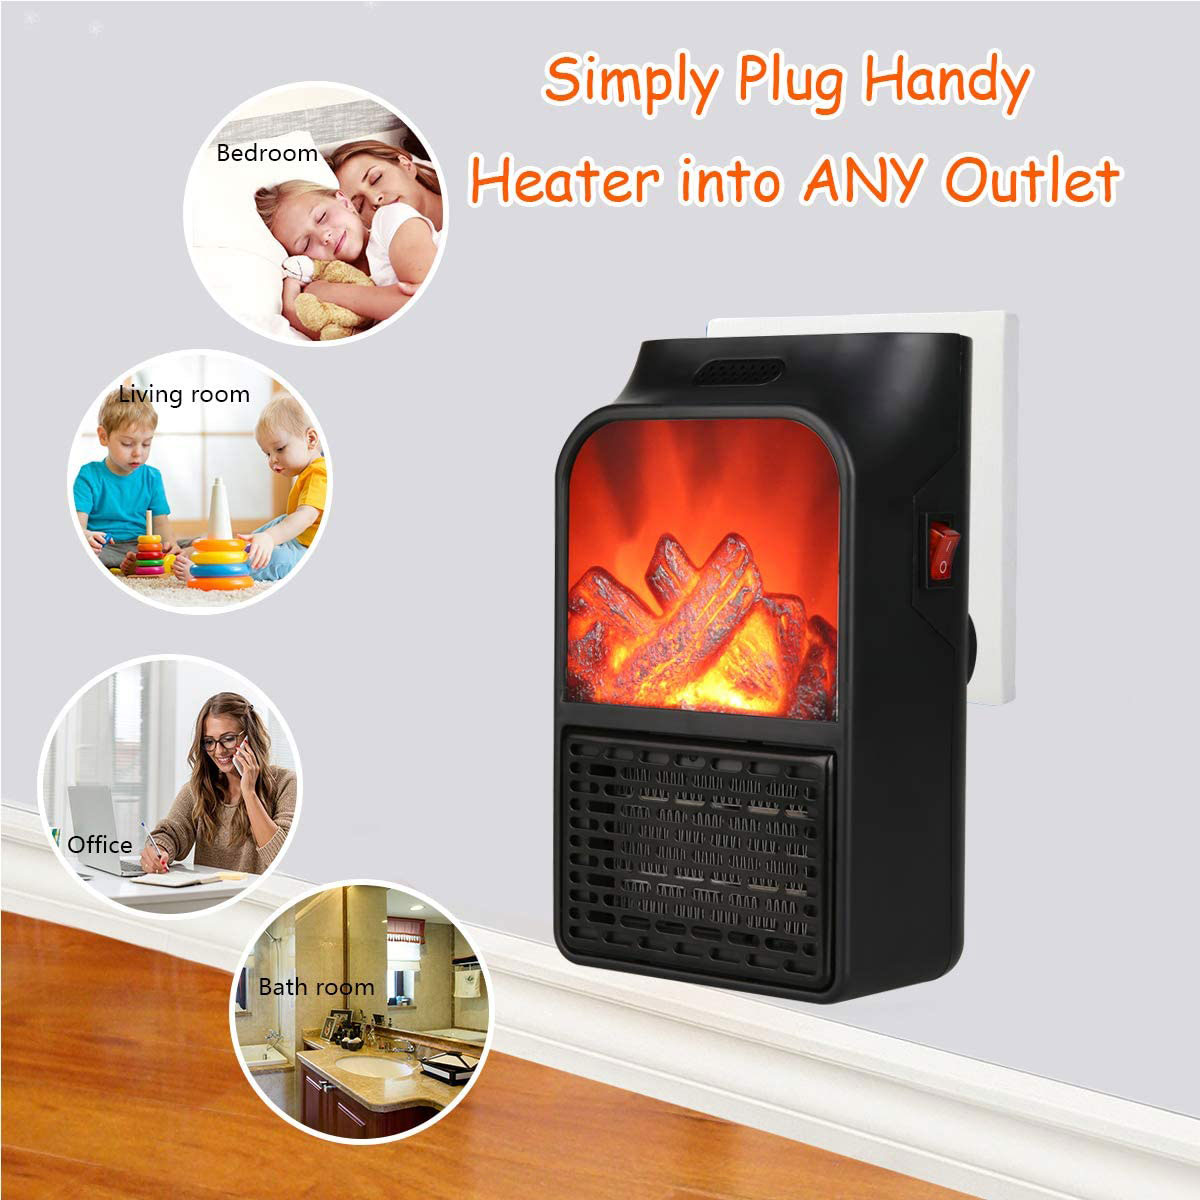 Simply Plug Handy
Heater into ANY Outlet
Bedroom
Living room
Office
Bath room